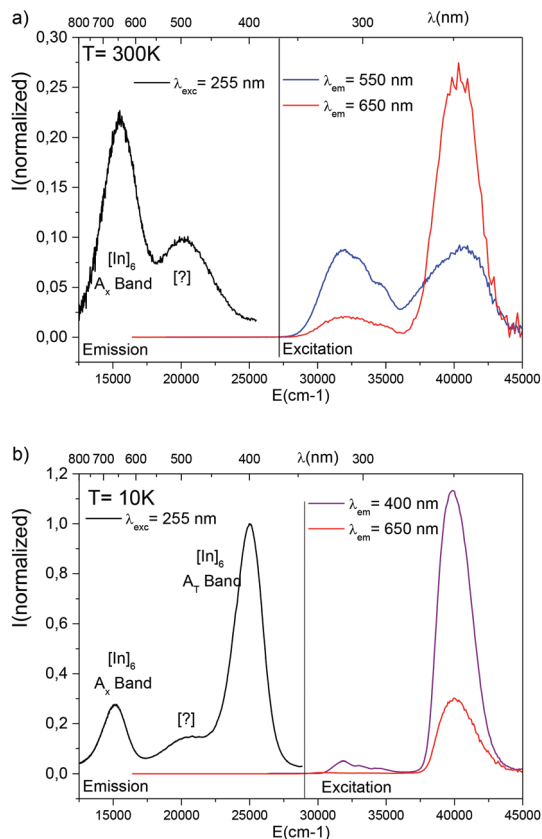 a)
800 700 600 500 400 300 λ(nm)
T= 300K
λexc= 255 nm
λem= 550 nm
λem= 650 nm
I(normalized)
0,30
0,25
0,20
0,15
0,10
0,05
0,00
[In]6
Ax Band
[?]
Emission
Excitation
15000 20000 25000 30000 35000 40000 45000
E(cm-1)
b)
800 700 600 500 400 λ(nm) 300
T= 10K
λexc= 255 nm
λem= 400 nm
λem= 650 nm
I(normalized)
1,2
1,0
0,8
0,6
0,4
0,2
0,0
[In]6
AT Band
[In]6
Ax Band
[?]
Emission
Excitation
15000 20000 25000 30000 35000 40000 45000
E(cm-1)